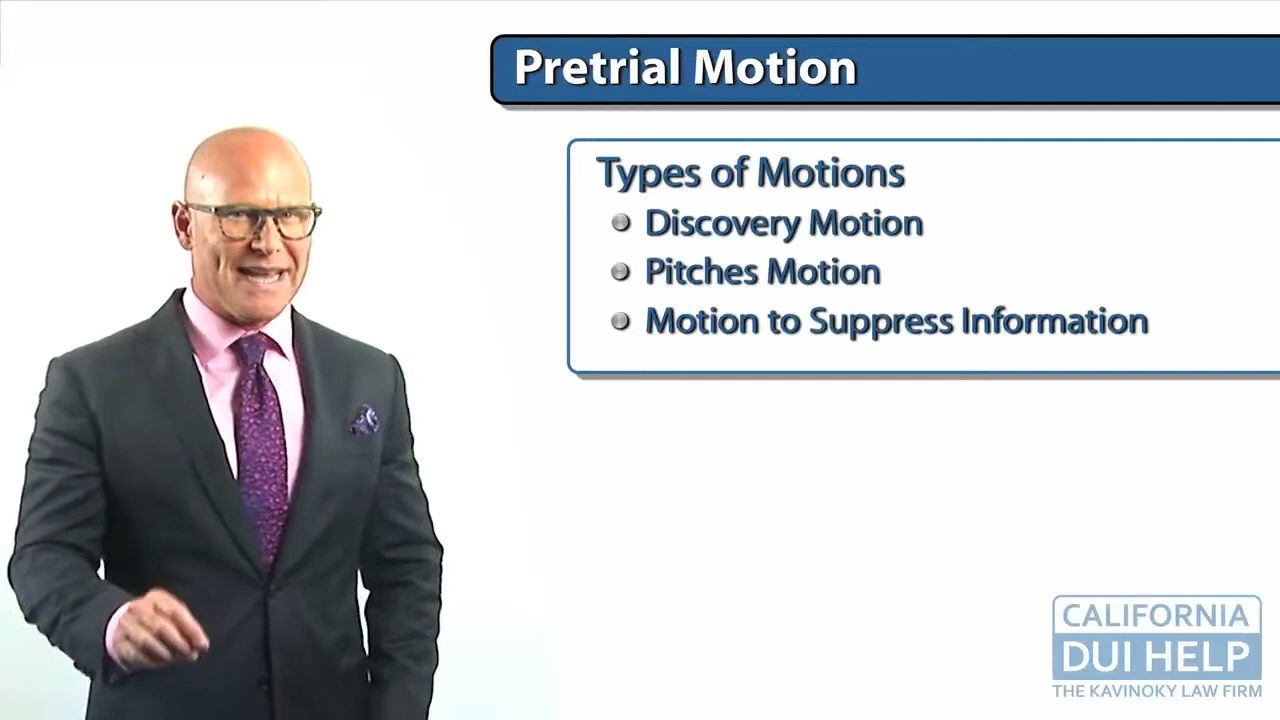 Pretrial Motion
Types of Motions
Discovery Motion
Pitches Motion
Motion to Suppress Information
CALIFORNIA
DUI HELP
THE KAVINOKY LAW FIRM